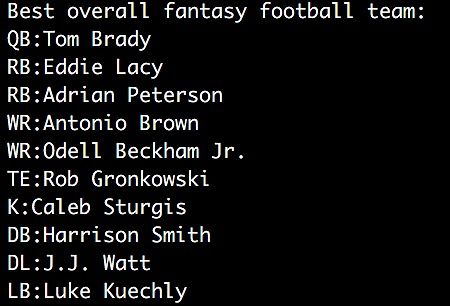 Best overall fantasy football team:
QB:Tom Brady
RB:Eddie Lacy
RB:Adrian Peterson
WR:Antonio Brown
WR:Odell Beckham Jr.
TE:Rob Gronkowski
K:Caleb Sturgis
DB:Harrison Smith
DL:J.J. Watt
LB:Luke Kuechly